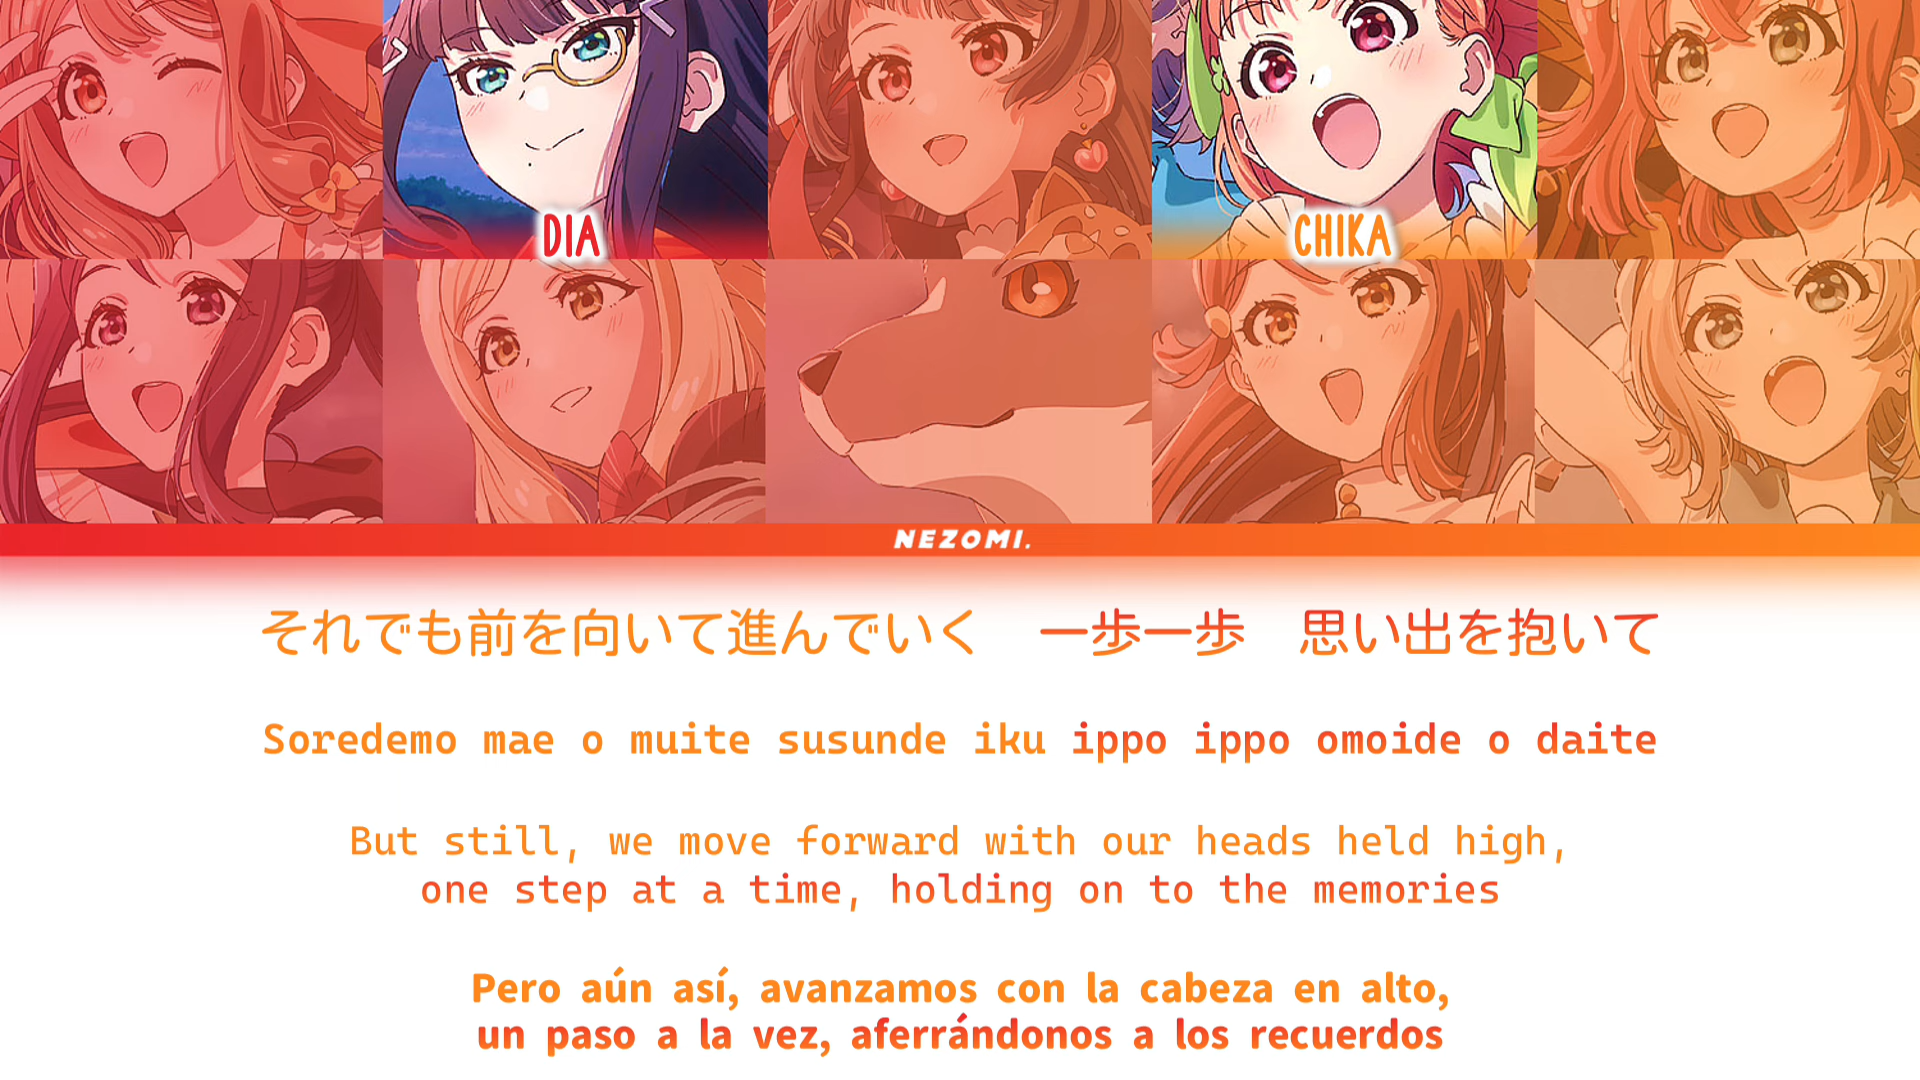 DIA
CHIKA
NEZOMI.
それでも前を向いて進んでいく　一歩一歩　思い出を抱いて
Soredemo mae o muite susunde iku ippo ippo omoide o daite
But still, we move forward with our heads held high,
one step at a time, holding on to the memories
Pero aún así, avanzamos con la cabeza en alto,
un paso a la vez, aferrándonos a los recuerdos